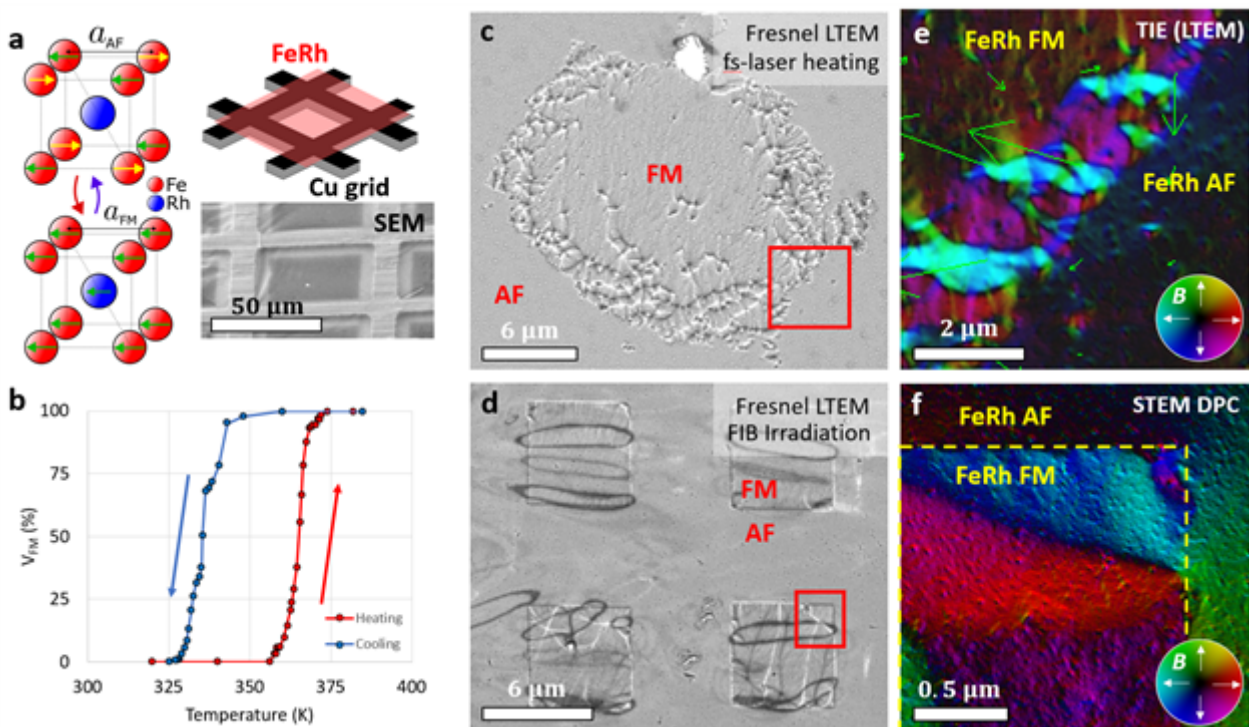 a
a_AF
FeRh
Fe
Rh
a_FM
Cu grid
SEM
50 μm
b
V_FM (%)
100
75
50
25
0
Heating
Cooling
300
325
350
375
400
Temperature (K)
c
Fresnel LTEM
fs-laser heating
FM
AF
6 μm
d
Fresnel LTEM
FIB Irradiation
FM
AF
6 μm
e
FeRh FM
TIE (LTEM)
FeRh AF
B
2 μm
f
FeRh AF
STEM DPC
FeRh FM
B
0.5 μm